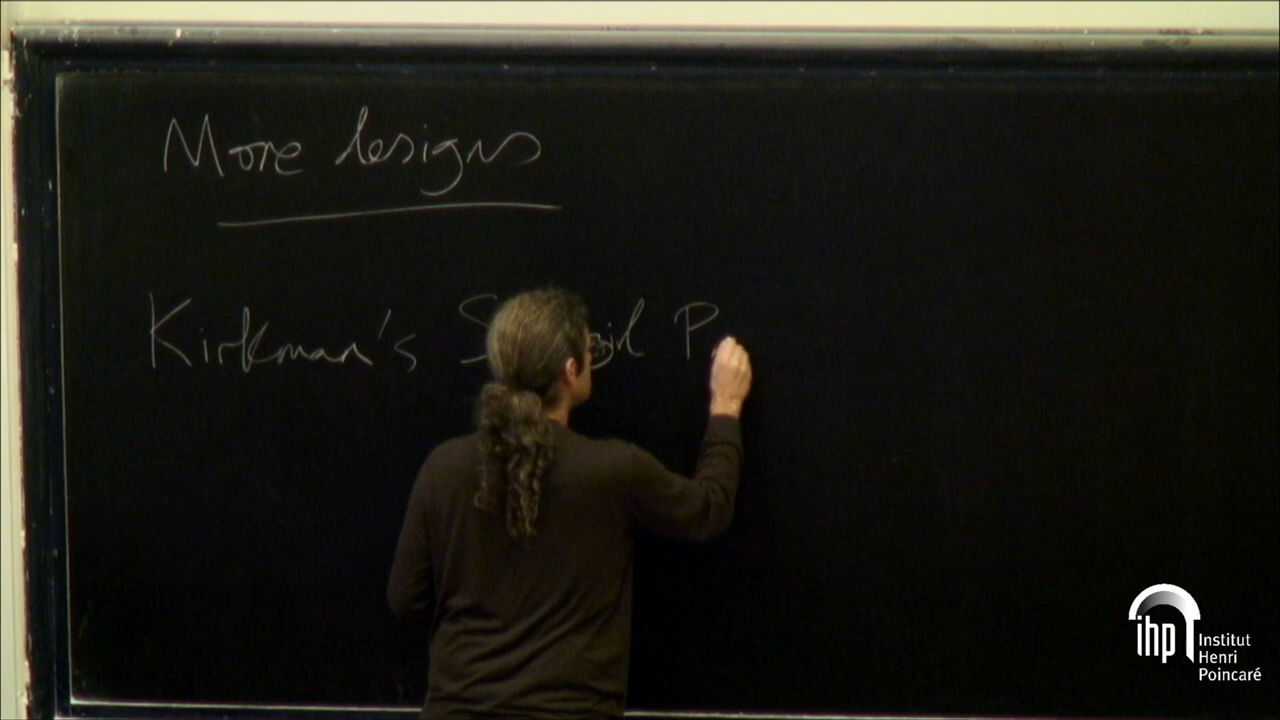 More designs
Kirkman's P
ihp
Institut
Henri
Poincaré